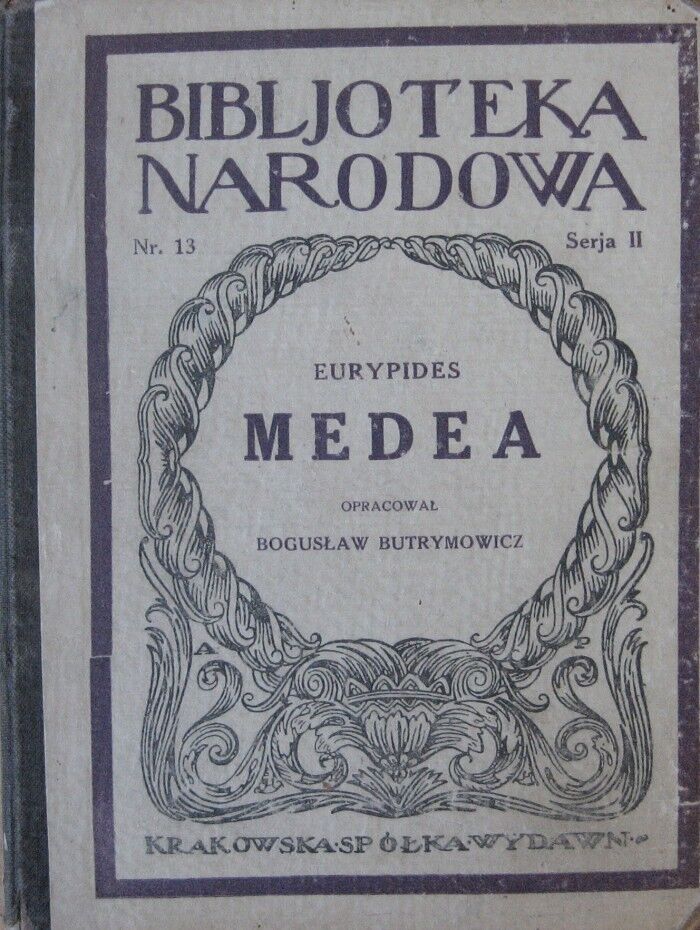 BIBLJOTEKA
NARODOWA
Nr. 13 Serja II
EURYPIDES
MEDEA
OPRACOWAŁ
BOGUSŁAW BUTRYMOWICZ
A P
KRAKOWSKA·SPÓŁKA·WYDAWN·